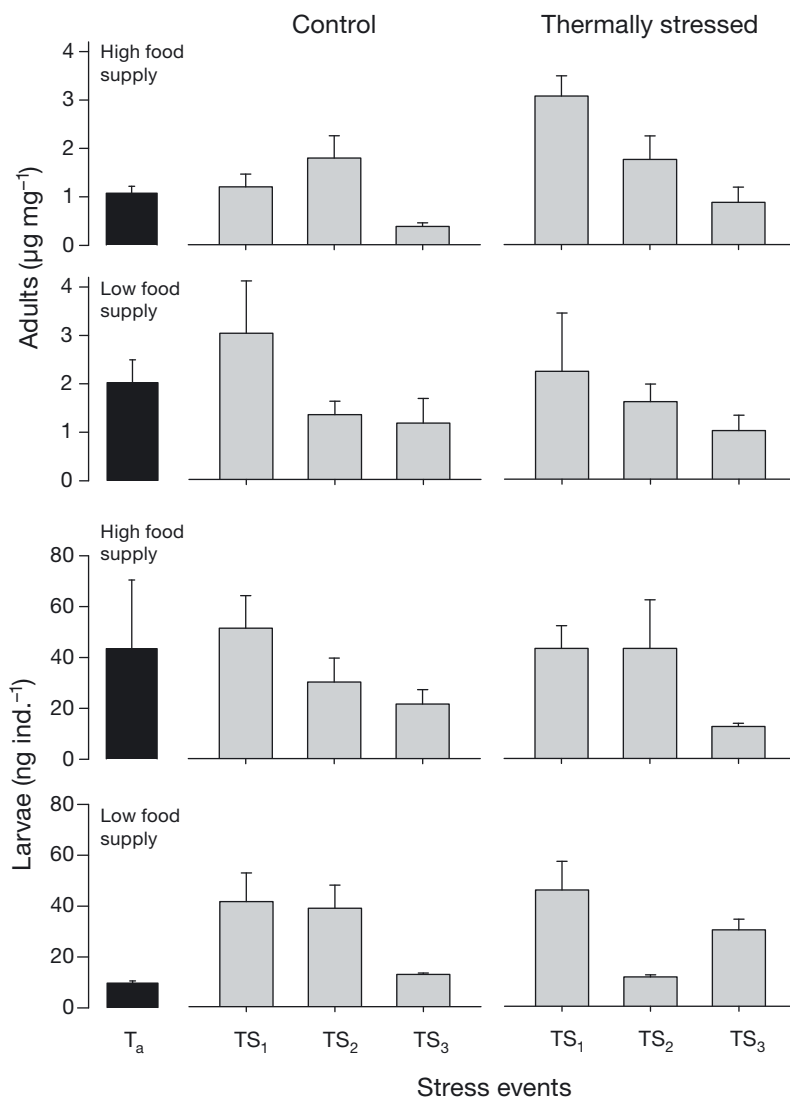 Control
Thermally stressed
Adults (µg mg⁻¹)
High food
supply
4
3
2
1
0
Low food
supply
4
3
2
1
0
Larvae (ng ind.⁻¹)
High food
supply
80
60
40
20
0
Low food
supply
80
60
40
20
0
Tₐ TS₁ TS₂ TS₃ TS₁ TS₂ TS₃
Stress events